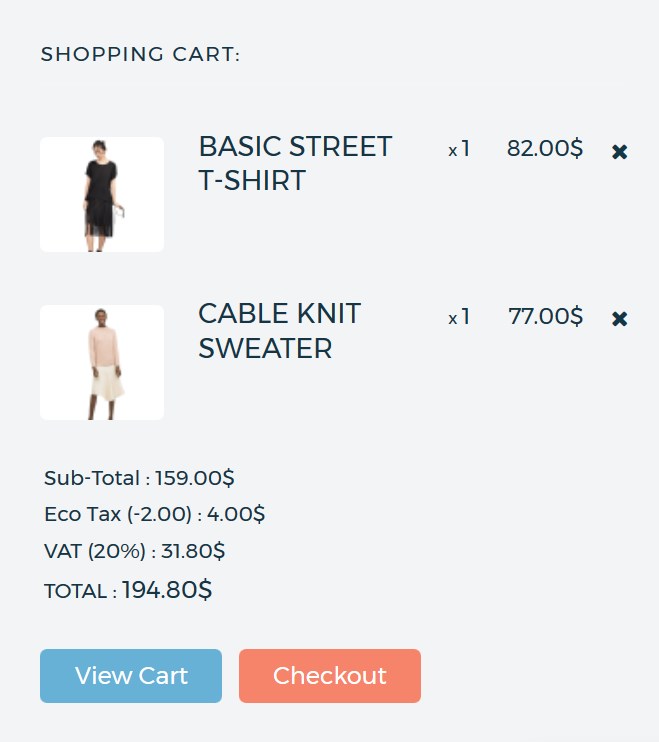 SHOPPING CART:
BASIC STREET T-SHIRT x 1 82.00$ ✖
CABLE KNIT SWEATER x 1 77.00$ ✖
Sub-Total : 159.00$
Eco Tax (-2.00) : 4.00$
VAT (20%) : 31.80$
TOTAL : 194.80$
View Cart Checkout